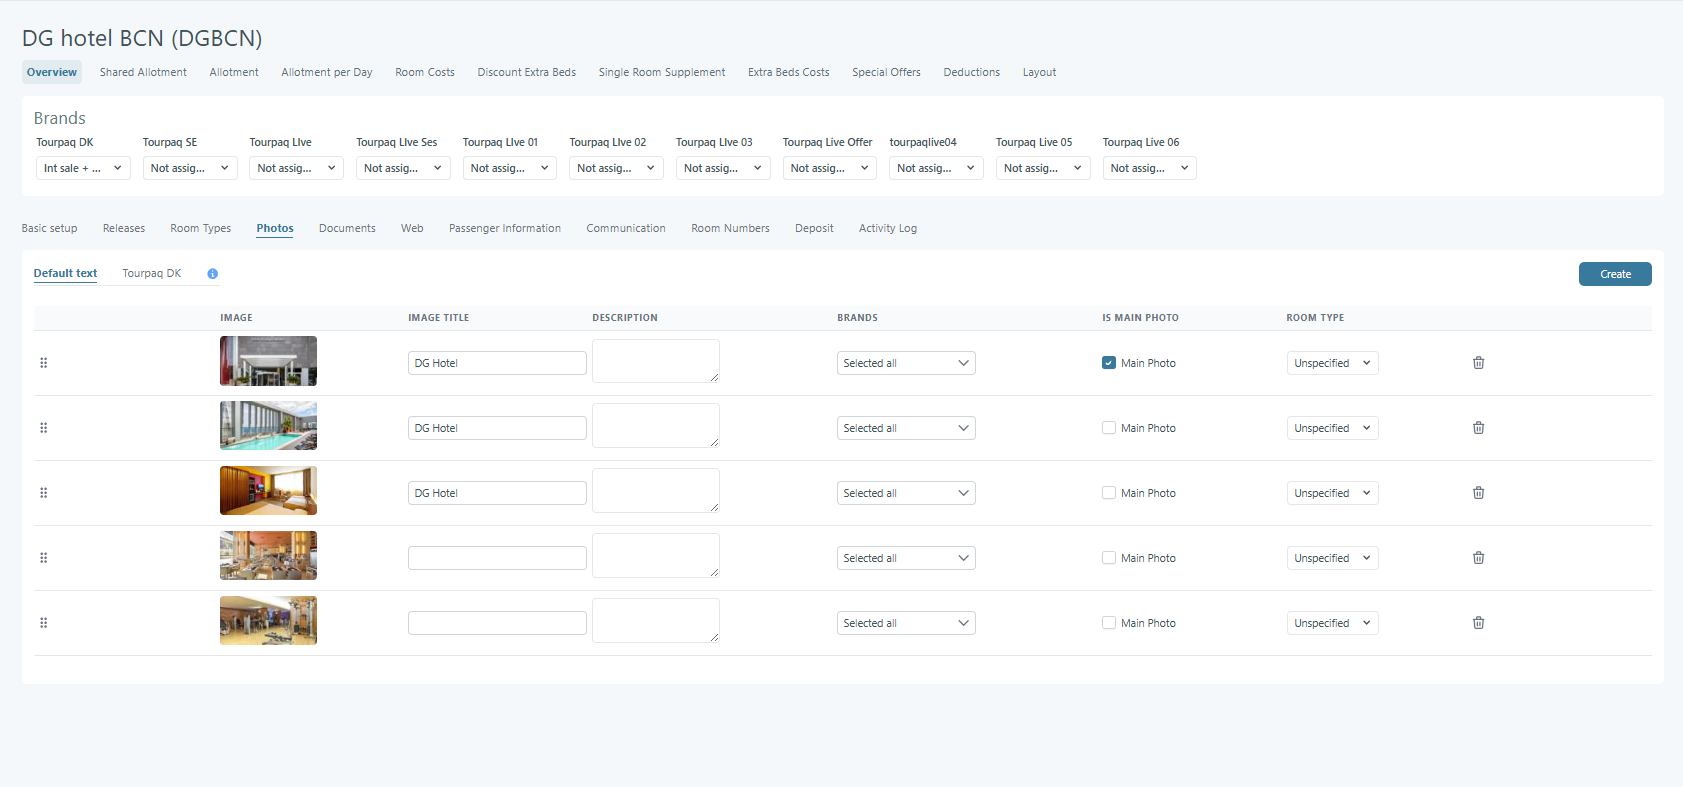 DG hotel BCN (DGBCN)
Overview Shared Allotment Allotment Allotment per Day Room Costs Discount Extra Beds Single Room Supplement Extra Beds Costs Special Offers Deductions Layout
Brands
Tourpaq DK Tourpaq SE Tourpaq LIve Tourpaq LIve Ses Tourpaq LIve 01 Tourpaq LIve 02 Tourpaq LIve 03 Tourpaq Live Offer tourpaqlive04 Tourpaq Live 05 Tourpaq Live 06
Int sale + ... Not assig... Not assig... Not assig... Not assig... Not assig... Not assig... Not assig... Not assig... Not assig... Not assig...
Basic setup Releases Room Types Photos Documents Web Passenger Information Communication Room Numbers Deposit Activity Log
Default text Tourpaq DK Create
IMAGE IMAGE TITLE DESCRIPTION BRANDS IS MAIN PHOTO ROOM TYPE
DG Hotel Selected all Main Photo Unspecified
DG Hotel Selected all Main Photo Unspecified
DG Hotel Selected all Main Photo Unspecified
Selected all Main Photo Unspecified
Selected all Main Photo Unspecified